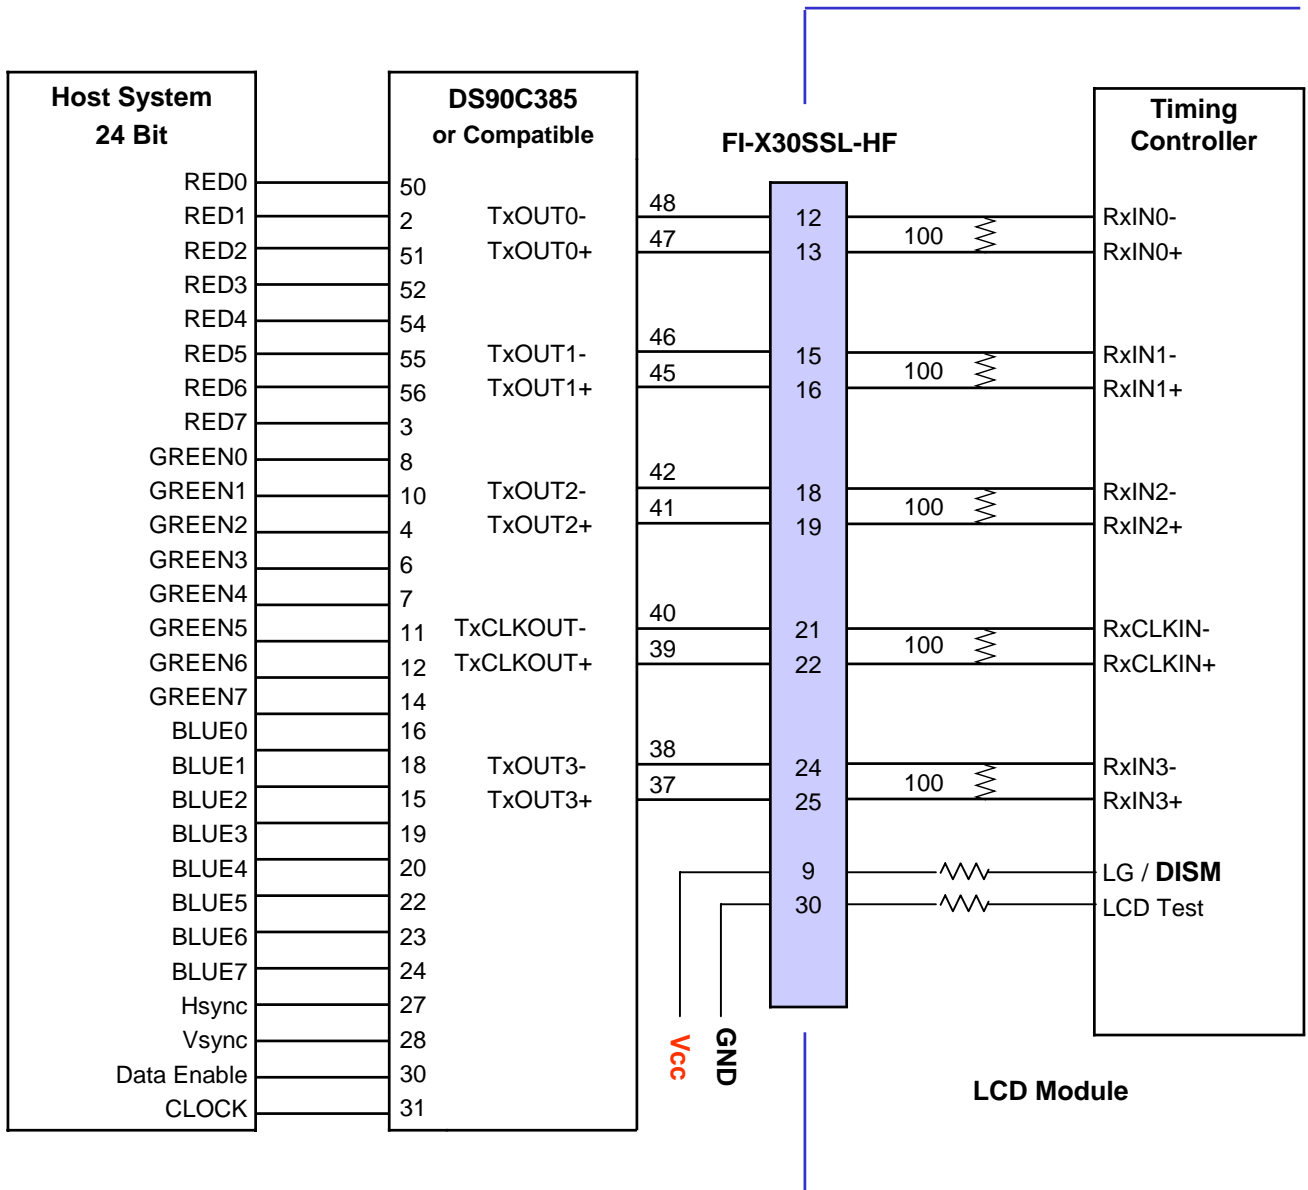 Host System
24 Bit
RED0
RED1
RED2
RED3
RED4
RED5
RED6
RED7
GREEN0
GREEN1
GREEN2
GREEN3
GREEN4
GREEN5
GREEN6
GREEN7
BLUE0
BLUE1
BLUE2
BLUE3
BLUE4
BLUE5
BLUE6
BLUE7
Hsync
Vsync
Data Enable
CLOCK
DS90C385
or Compatible
50
2
51
52
54
55
56
3
8
10
4
6
7
11
12
14
16
18
15
19
20
22
23
24
27
28
30
31
TxOUT0-
TxOUT0+
TxOUT1-
TxOUT1+
TxOUT2-
TxOUT2+
TxCLKOUT-
TxCLKOUT+
TxOUT3-
TxOUT3+
48
47
46
45
42
41
40
39
38
37
Vcc
GND
FI-X30SSL-HF
12
13
15
16
18
19
21
22
24
25
9
30
100
100
100
100
100
Timing
Controller
RxIN0-
RxIN0+
RxIN1-
RxIN1+
RxIN2-
RxIN2+
RxCLKIN-
RxCLKIN+
RxIN3-
RxIN3+
LG / DISM
LCD Test
LCD Module